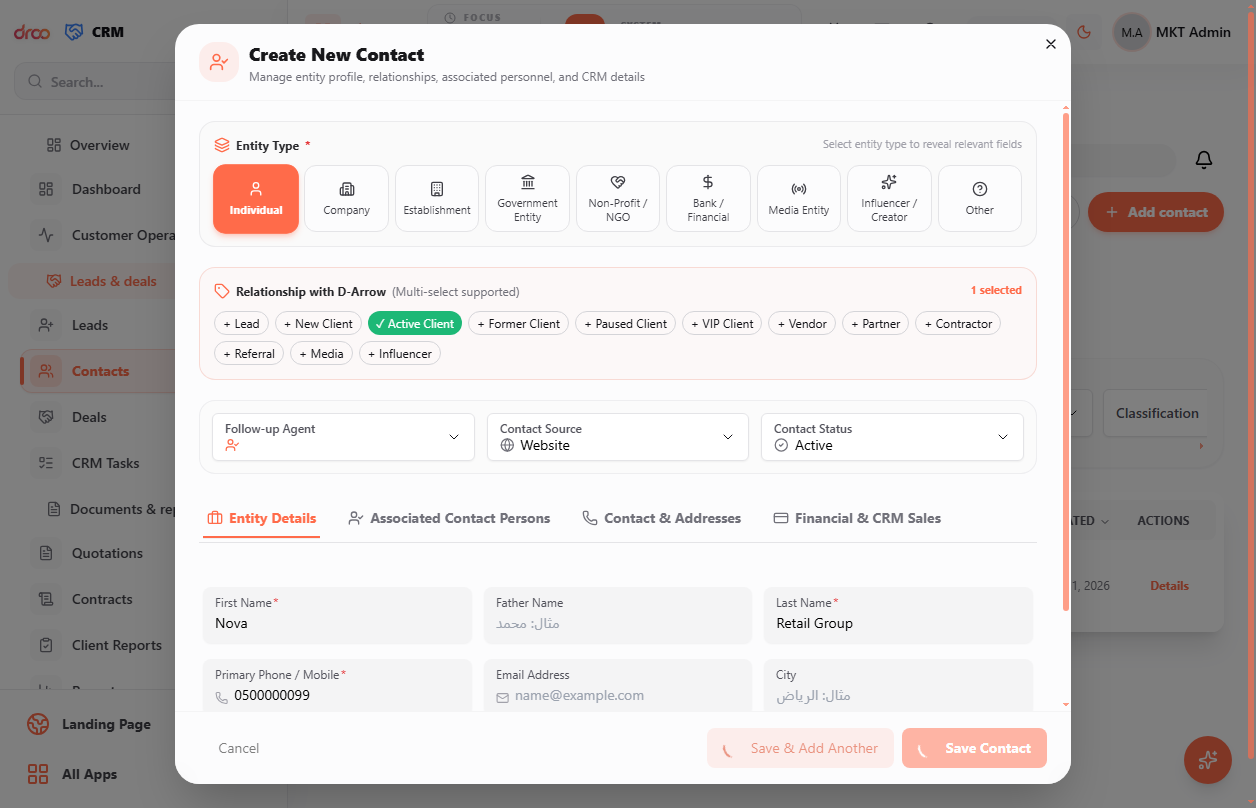 droo CRM
FOCUS
SYSTEM
M.A MKT Admin
Search...
Overview
Dashboard
Customer Opera
Leads & deals
Leads
Contacts
Deals
CRM Tasks
Documents & rep
Quotations
Contracts
Client Reports
Landing Page
All Apps
+ Add contact
Classification
ATED
ACTIONS
1, 2026
Details
Create New Contact
Manage entity profile, relationships, associated personnel, and CRM details
Entity Type *
Select entity type to reveal relevant fields
Individual
Company
Establishment
Government
Entity
Non-Profit /
NGO
Bank /
Financial
Media Entity
Influencer /
Creator
Other
Relationship with D-Arrow (Multi-select supported)
1 selected
+ Lead
+ New Client
✓ Active Client
+ Former Client
+ Paused Client
+ VIP Client
+ Vendor
+ Partner
+ Contractor
+ Referral
+ Media
+ Influencer
Follow-up Agent
Contact Source
Website
Contact Status
Active
Entity Details
Associated Contact Persons
Contact & Addresses
Financial & CRM Sales
First Name*
Nova
Father Name
مثال: محمد
Last Name*
Retail Group
Primary Phone / Mobile*
0500000099
Email Address
name@example.com
City
مثال: الرياض
Cancel
Save & Add Another
Save Contact